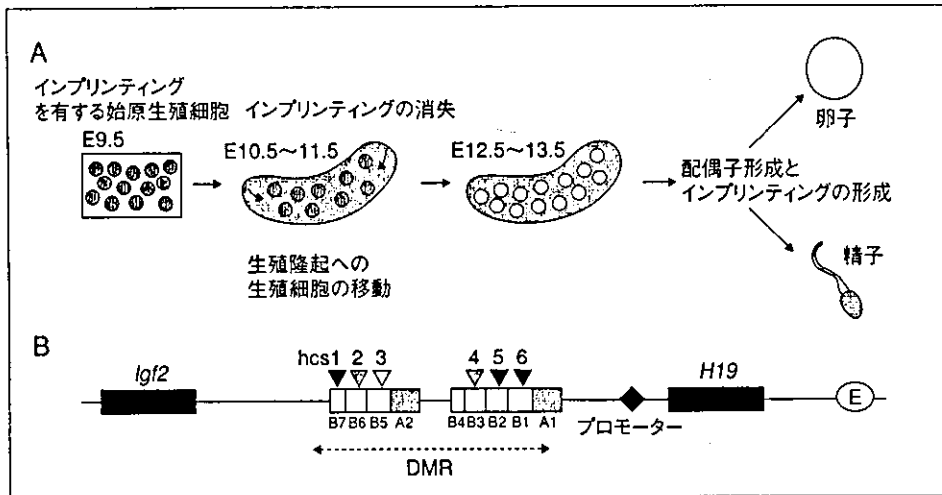 A
インプリンティング
を有する始原生殖細胞
インプリンティングの消失
E9.5
E10.5〜11.5
E12.5〜13.5
卵子
配偶子形成と
インプリンティングの形成
精子
生殖隆起への
生殖細胞の移動
B
Igf2
hcs1 2 3 4 5 6
H19
E
B7 B6 B5 A2 B4 B3 B2 B1 A1
プロモーター
DMR